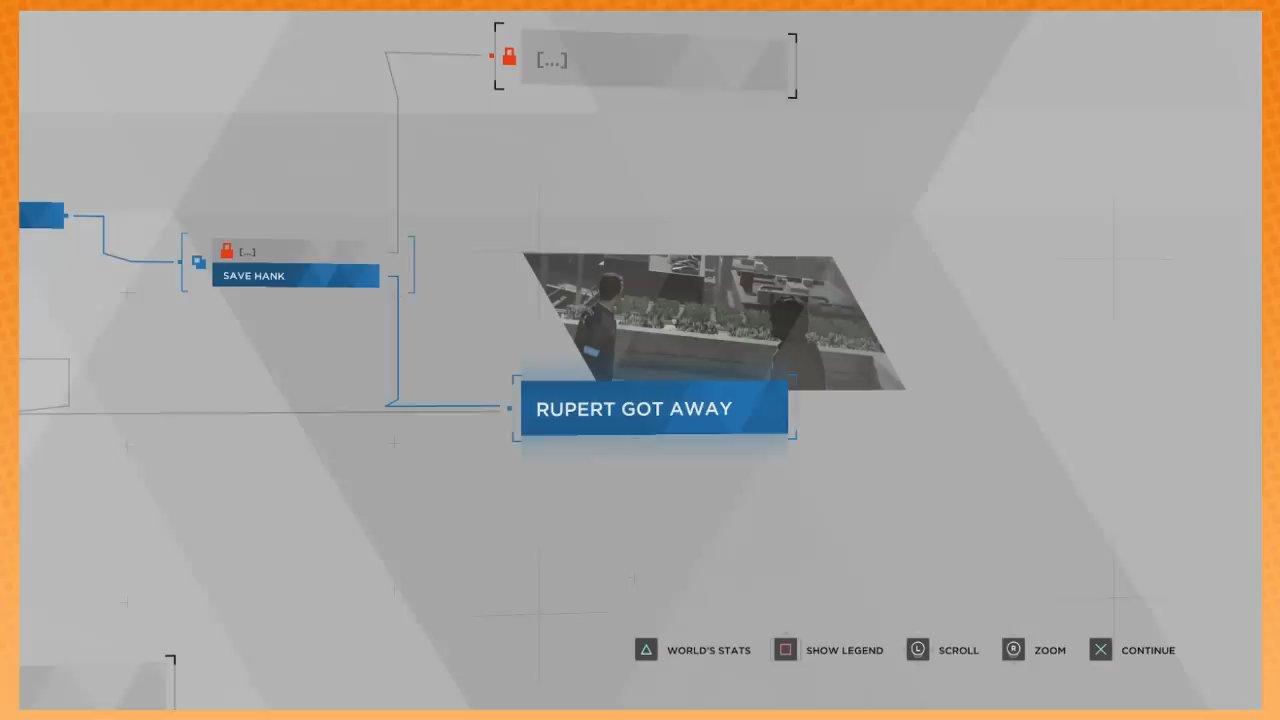 [...]
[...]
SAVE HANK
RUPERT GOT AWAY
WORLD'S STATS
SHOW LEGEND
L
SCROLL
R
ZOOM
CONTINUE